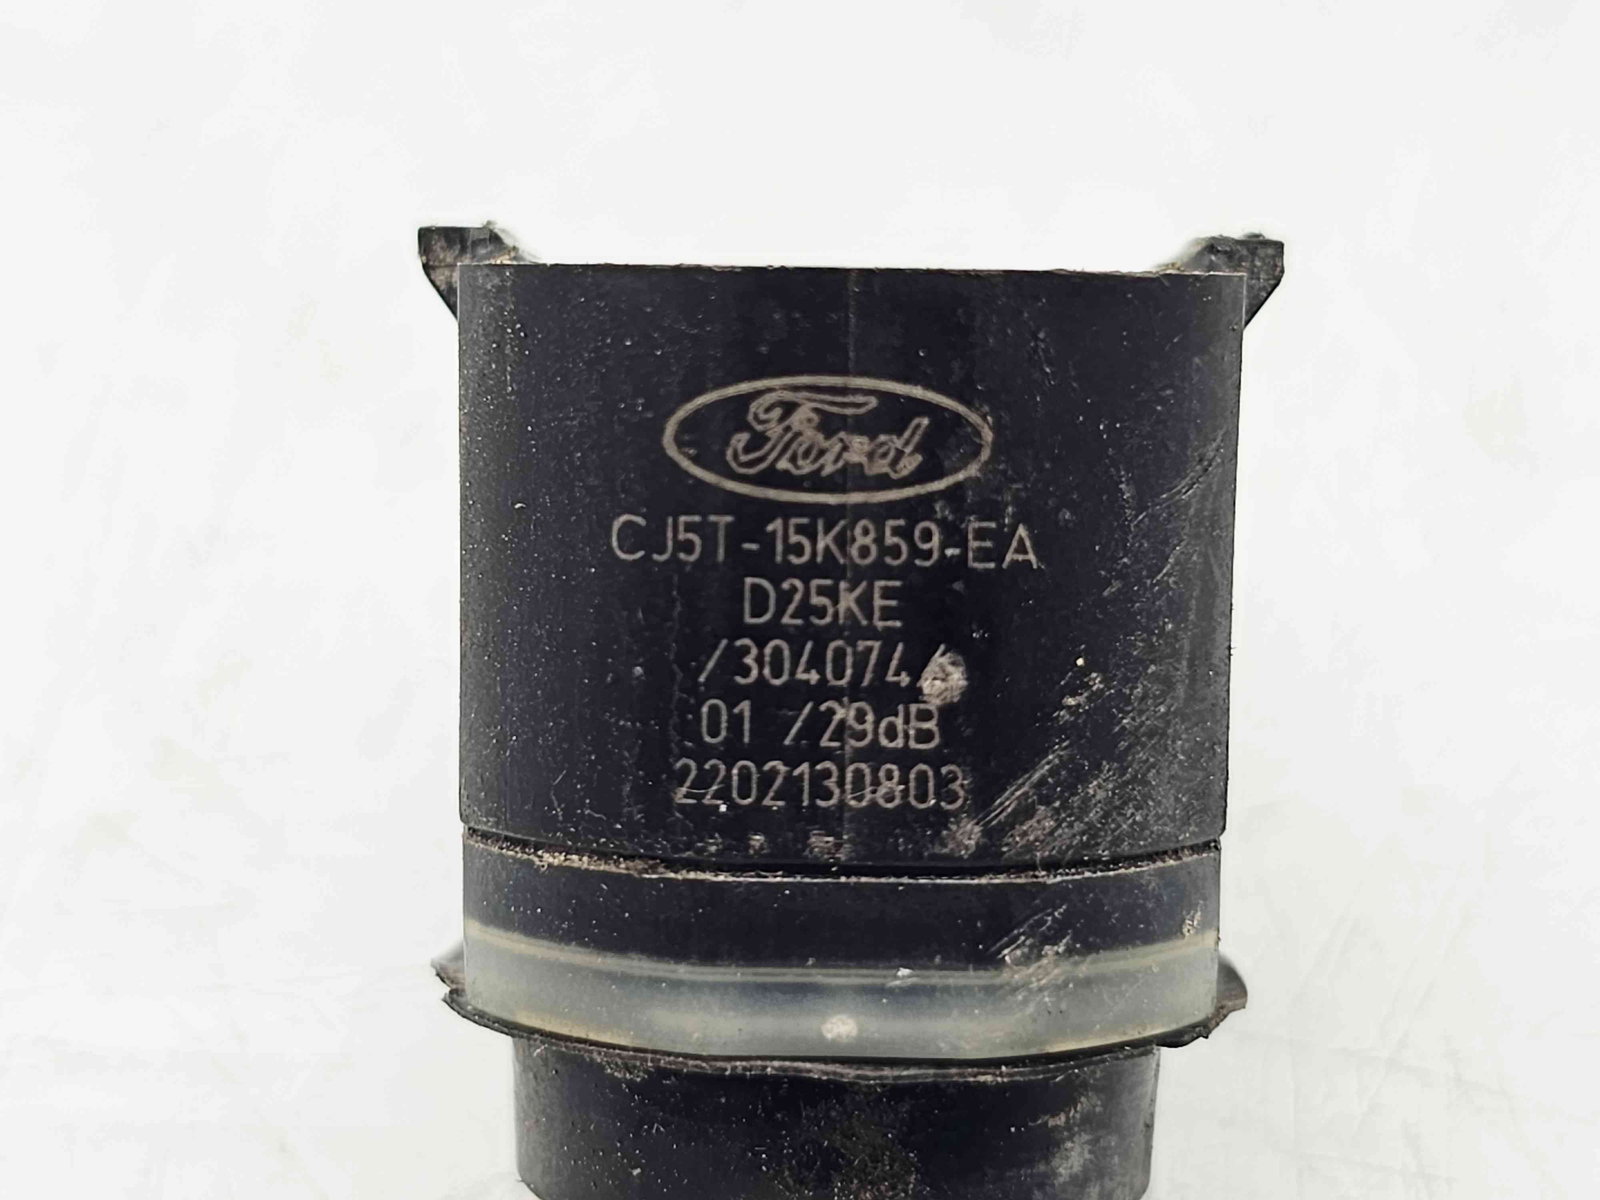 Ford
CJ5T-15K859-EA
D25KE
/304074
01 /29dB
2202130803